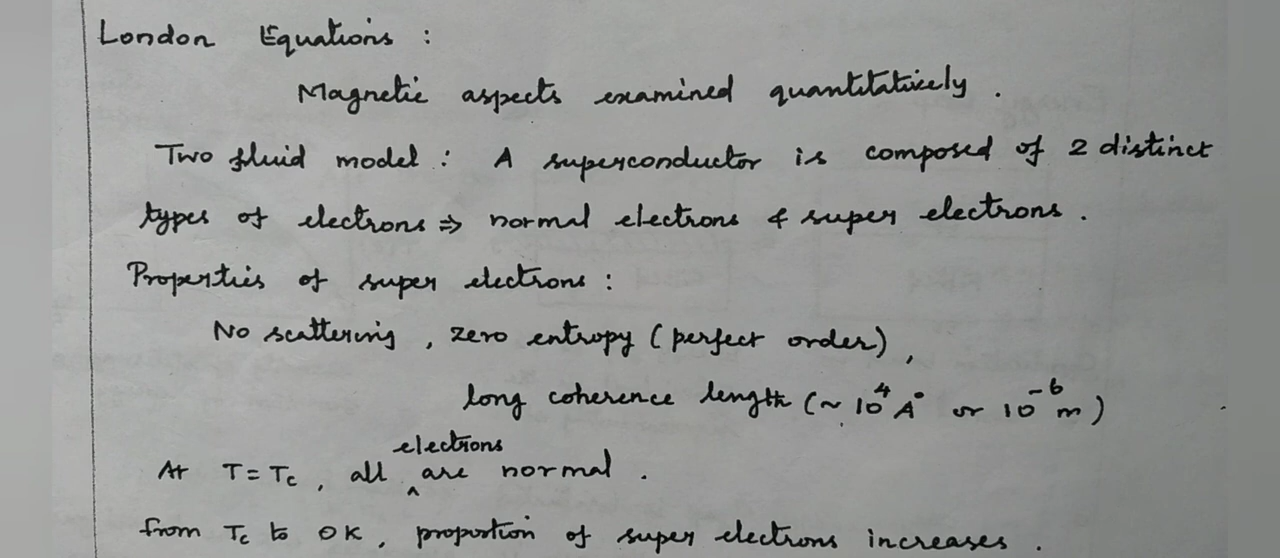 London Equations :
Magnetic aspects examined quantitatively .
Two fluid model : A superconductor is composed of 2 distinct
types of electrons ⇒ normal electrons & super electrons .
Properties of super electrons :
No scattering , zero entropy ( perfect order ) ,
long coherence length ( ~ 10⁴ A° or 10⁻⁶ m )
At T = Tc , all electrons are normal .
from Tc to 0K , proportion of super electrons increases .